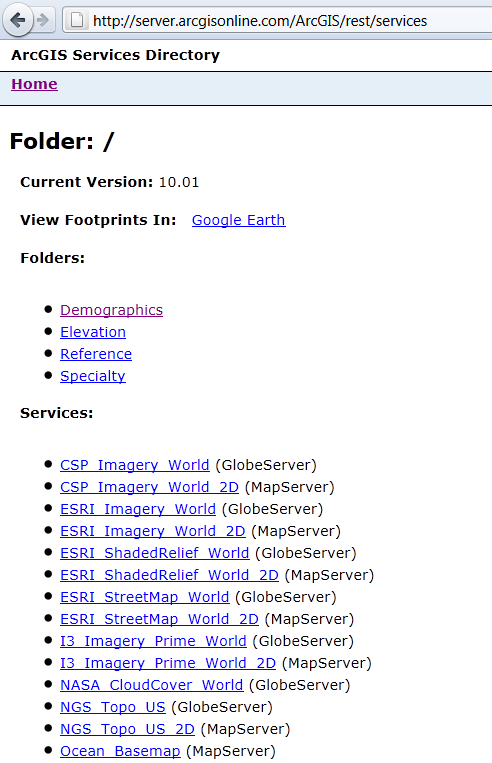 http://server.arcgisonline.com/ArcGIS/rest/services
ArcGIS Services Directory
Home
Folder: /
Current Version: 10.01
View Footprints In: Google Earth
Folders:
Demographics
Elevation
Reference
Specialty
Services:
CSP_Imagery_World (GlobeServer)
CSP_Imagery_World_2D (MapServer)
ESRI_Imagery_World (GlobeServer)
ESRI_Imagery_World_2D (MapServer)
ESRI_ShadedRelief_World (GlobeServer)
ESRI_ShadedRelief_World_2D (MapServer)
ESRI_StreetMap_World (GlobeServer)
ESRI_StreetMap_World_2D (MapServer)
I3_Imagery_Prime_World (GlobeServer)
I3_Imagery_Prime_World_2D (MapServer)
NASA_CloudCover_World (GlobeServer)
NGS_Topo_US (GlobeServer)
NGS_Topo_US_2D (MapServer)
Ocean_Basemap (MapServer)